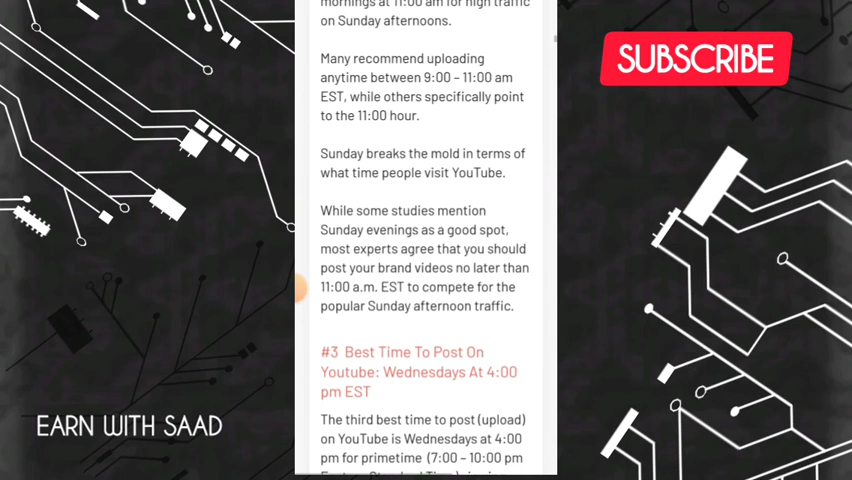 mornings at 11:00 am for high traffic
on Sunday afternoons.
Many recommend uploading
anytime between 9:00 – 11:00 am
EST, while others specifically point
to the 11:00 hour.
Sunday breaks the mold in terms of
what time people visit YouTube.
While some studies mention
Sunday evenings as a good spot,
most experts agree that you should
post your brand videos no later than
11:00 a.m. EST to compete for the
popular Sunday afternoon traffic.
#3 Best Time To Post On
Youtube: Wednesdays At 4:00
pm EST
The third best time to post (upload)
on YouTube is Wednesdays at 4:00
pm for primetime (7:00 – 10:00 pm
SUBSCRIBE
EARN WITH SAAD